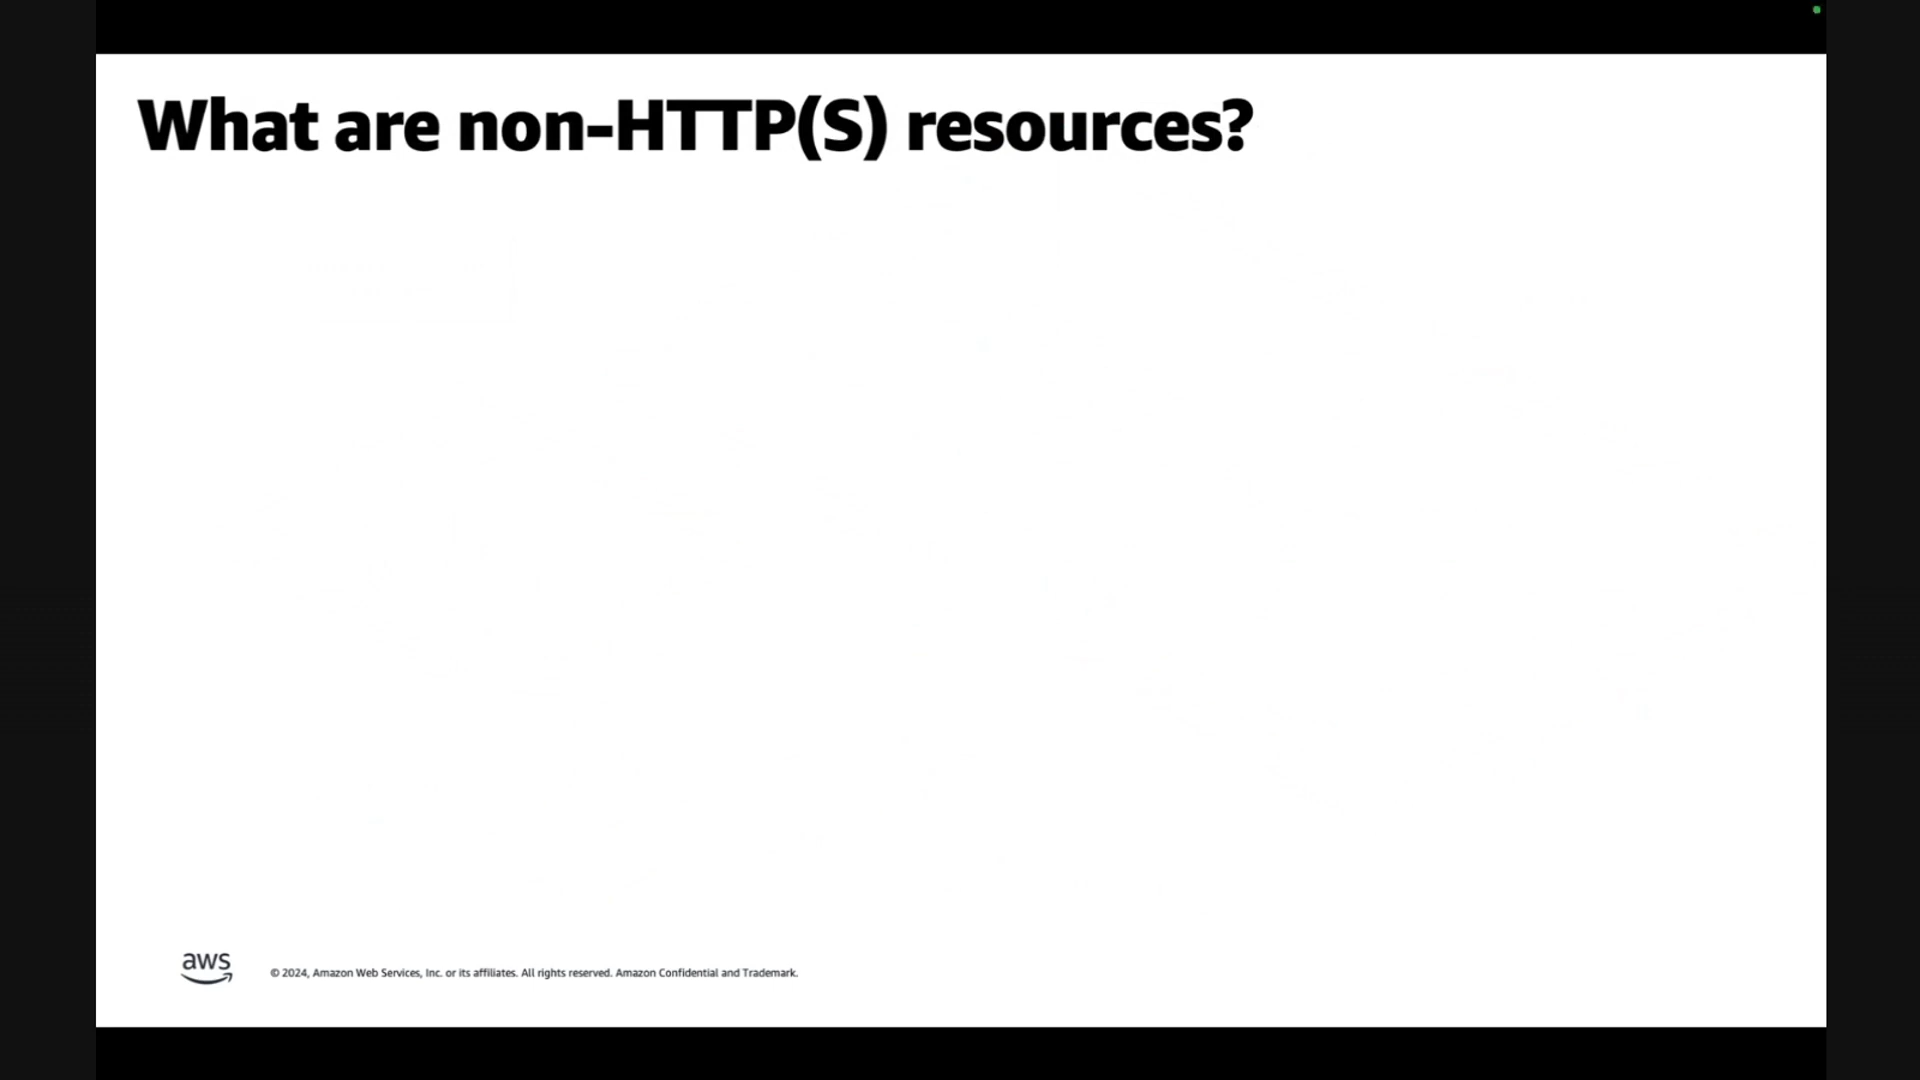 What are non-HTTP(S) resources?
aws
© 2024, Amazon Web Services, Inc. or its affiliates. All rights reserved. Amazon Confidential and Trademark.